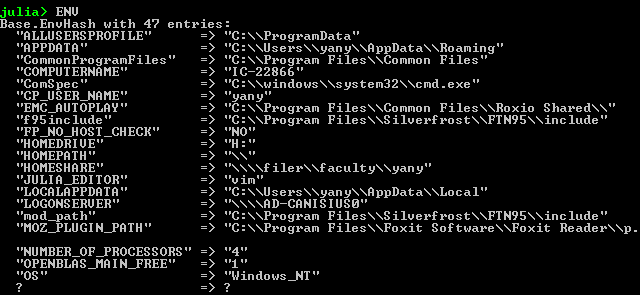 julia> ENV
Base.EnvHash with 47 entries:
"ALLUSERSPROFILE" => "C:\\ProgramData"
"APPDATA" => "C:\\Users\\yany\\AppData\\Roaming"
"CommonProgramFiles" => "C:\\Program Files\\Common Files"
"COMPUTERNAME" => "IC-22866"
"ComSpec" => "C:\\windows\\system32\\cmd.exe"
"CP_USER_NAME" => "yany"
"EMC_AUTOPLAY" => "C:\\Program Files\\Common Files\\Roxio Shared\\"
"f95include" => "C:\\Program Files\\Silverfrost\\FTN95\\include"
"FP_NO_HOST_CHECK" => "NO"
"HOMEDRIVE" => "H:"
"HOMEPATH" => "\\"
"HOMESHARE" => "\\\\filer\\faculty\\yany"
"JULIA_EDITOR" => "vim"
"LOCALAPPDATA" => "C:\\Users\\yany\\AppData\\Local"
"LOGONSERVER" => "\\\\AD-CANISIUS0"
"mod_path" => "C:\\Program Files\\Silverfrost\\FTN95\\include"
"MOZ_PLUGIN_PATH" => "C:\\Program Files\\Foxit Software\\Foxit Reader\\p.
"NUMBER_OF_PROCESSORS" => "4"
"OPENBLAS_MAIN_FREE" => "1"
"OS" => "Windows_NT"
? => ?